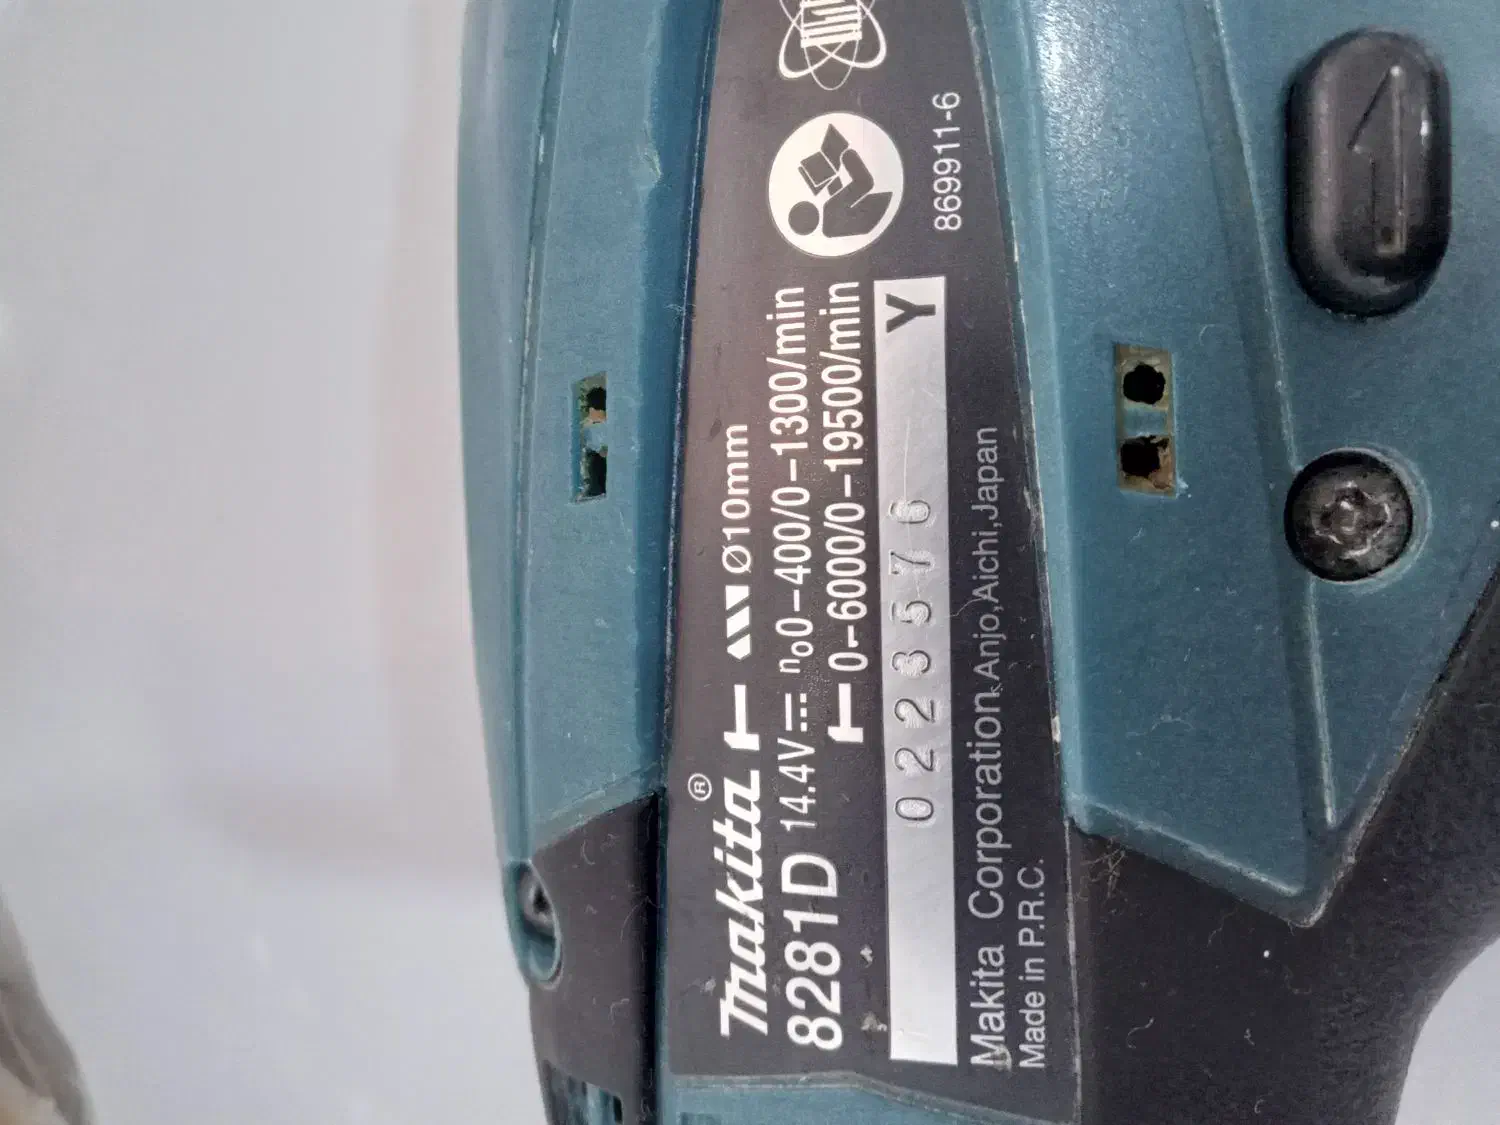 Makita®
Ø10mm
8281D 14.4V n₀0–400/0–1300/min
0–6000/0–19500/min
0223576 Y
Makita Corporation Anjo,Aichi,Japan
Made in P.R.C.
869911-6